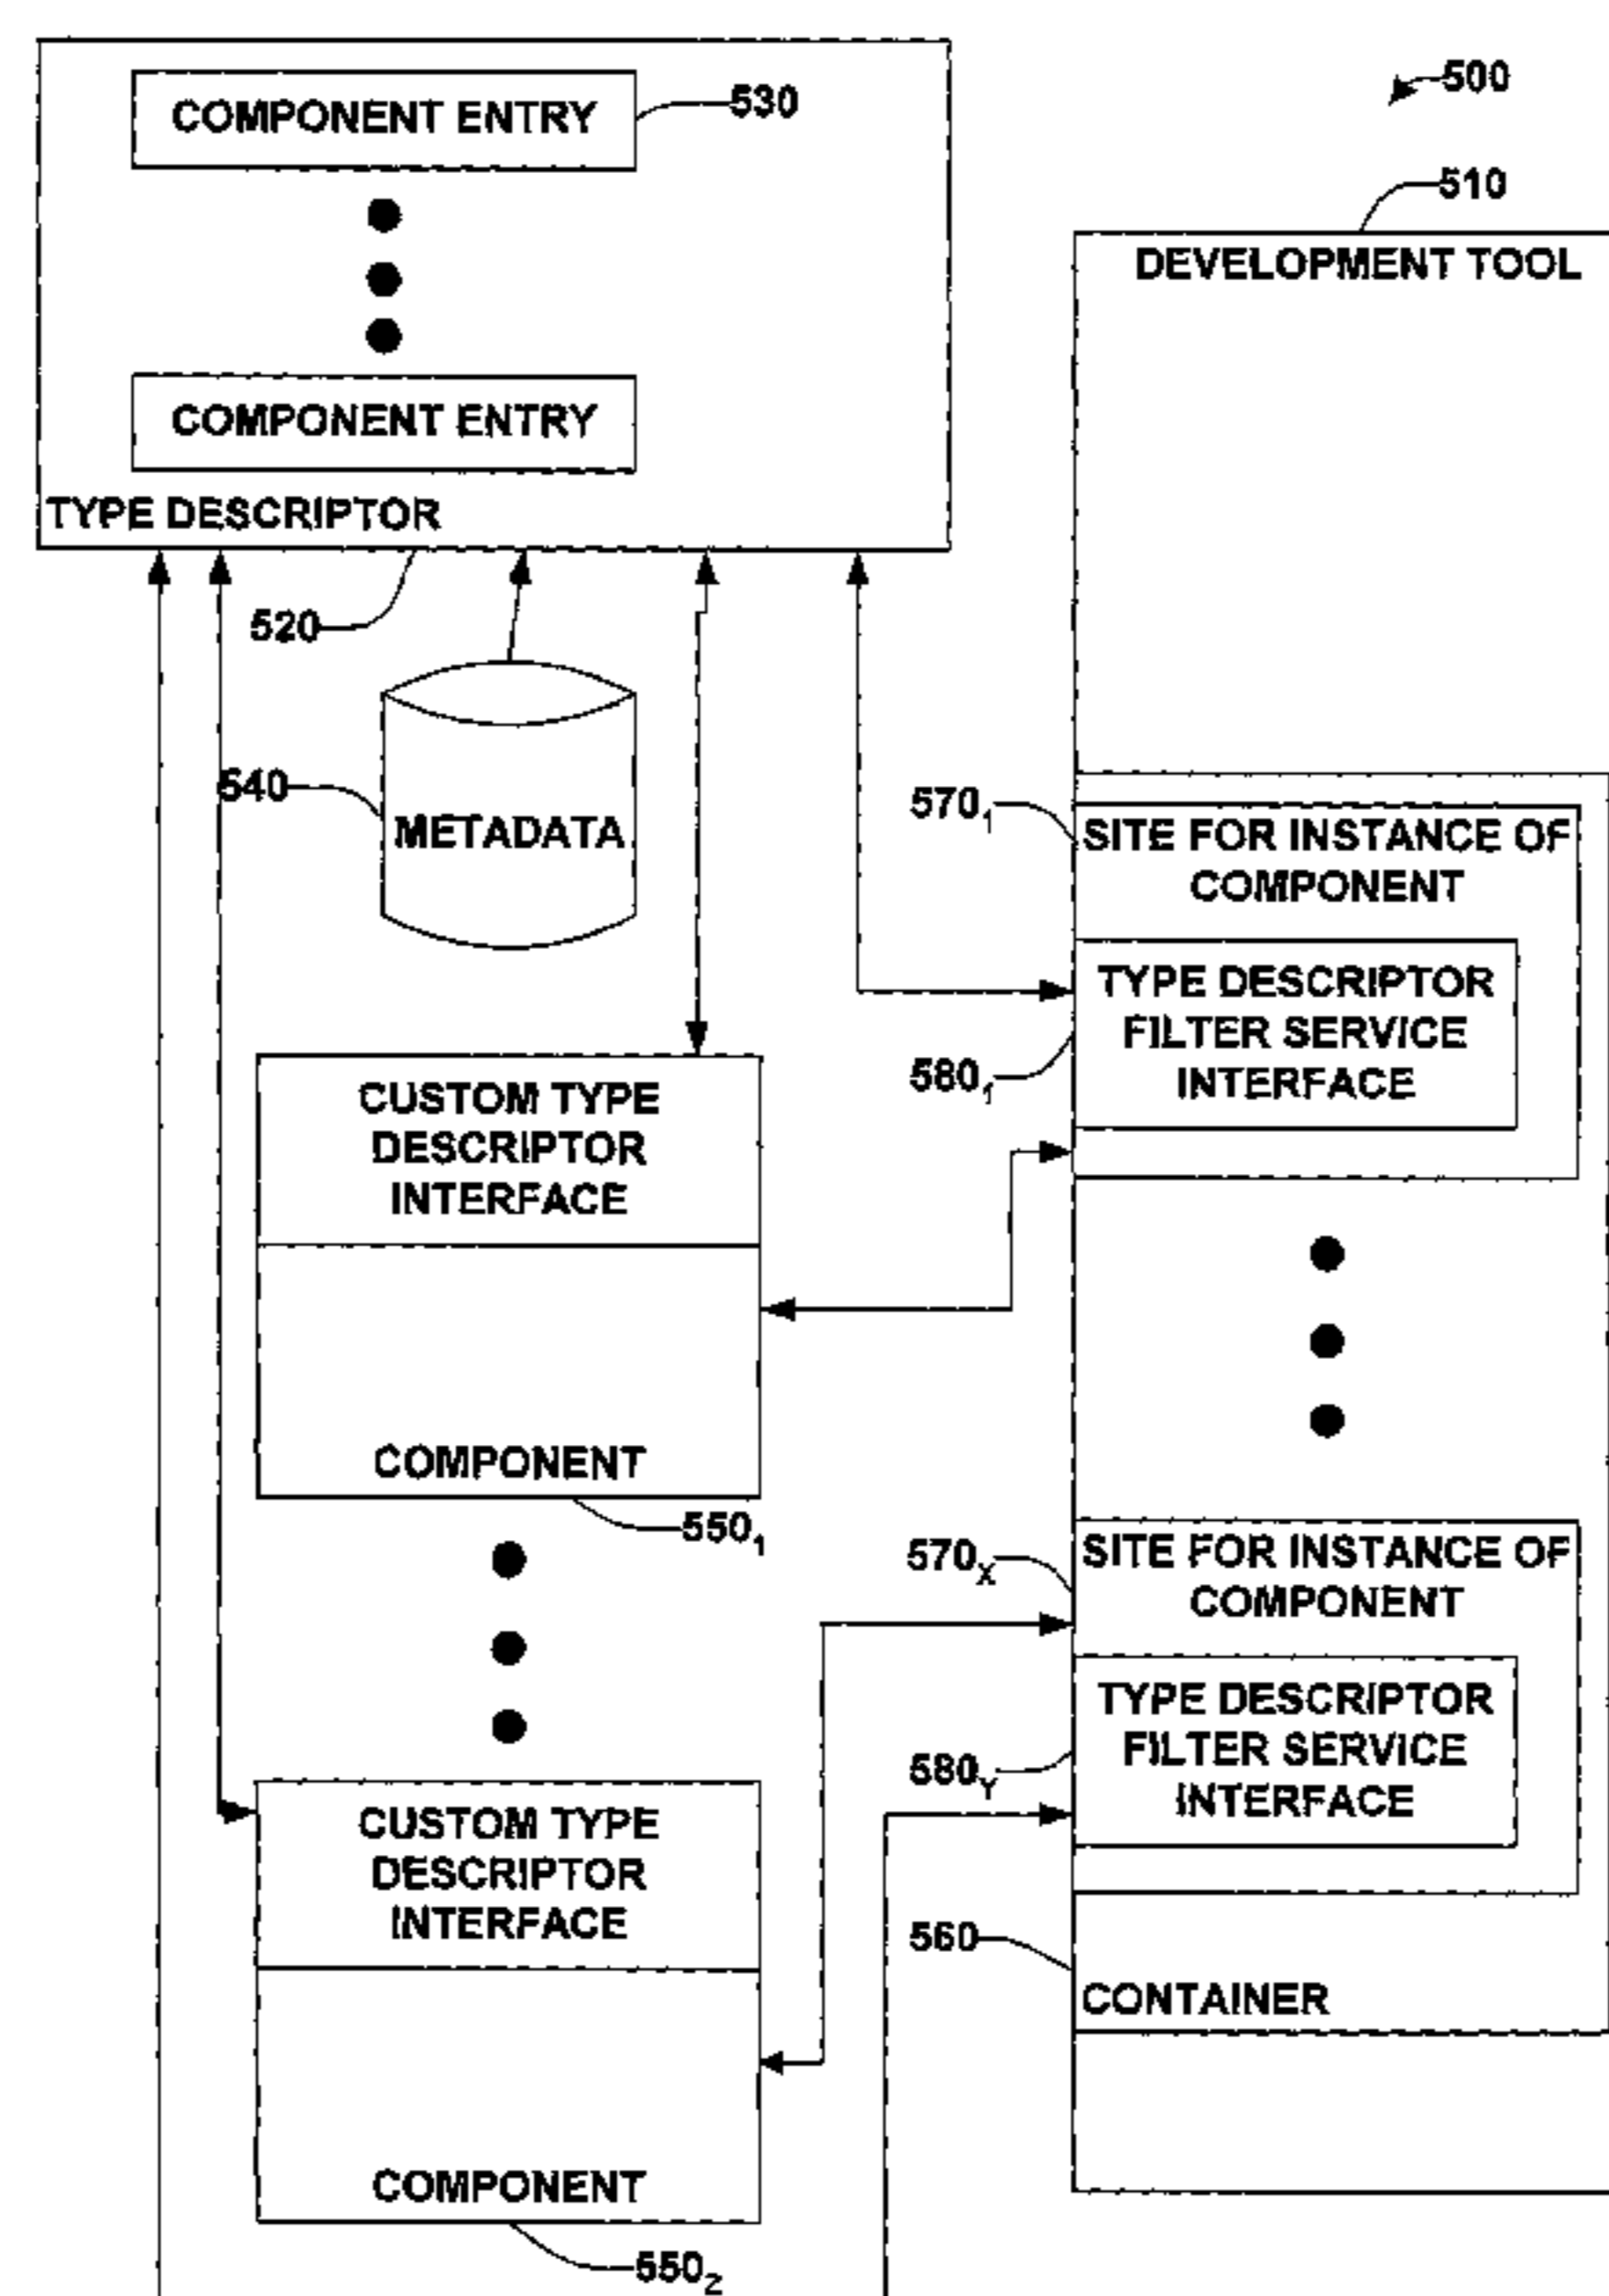 COMPONENT ENTRY
530
500
510
DEVELOPMENT TOOL
COMPONENT ENTRY
TYPE DESCRIPTOR
520
540
METADATA
570₁
SITE FOR INSTANCE OF
COMPONENT
TYPE DESCRIPTOR
FILTER SERVICE
INTERFACE
580₁
CUSTOM TYPE
DESCRIPTOR
INTERFACE
COMPONENT
550₁
570X
SITE FOR INSTANCE OF
COMPONENT
TYPE DESCRIPTOR
FILTER SERVICE
INTERFACE
580Y
CUSTOM TYPE
DESCRIPTOR
INTERFACE
560
CONTAINER
COMPONENT
550₂